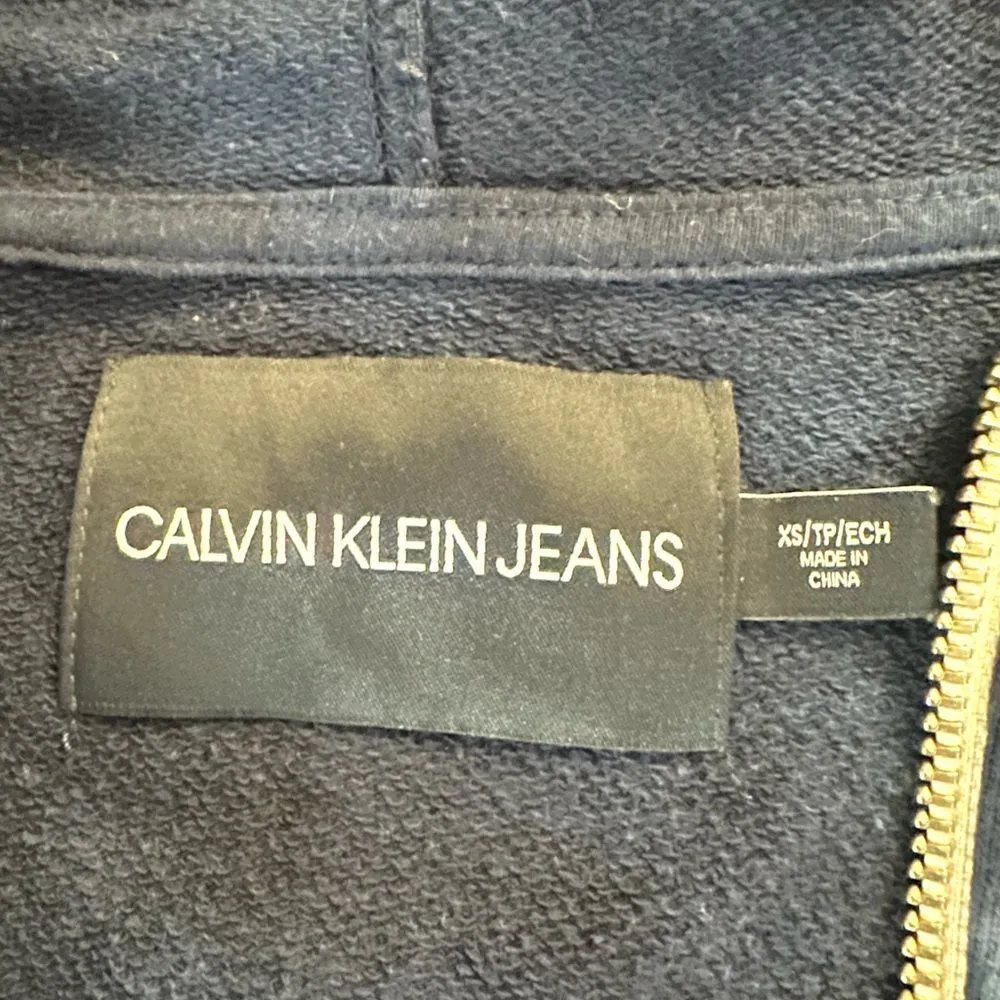 CALVIN KLEIN JEANS
XS/TP/ECH
MADE IN
CHINA